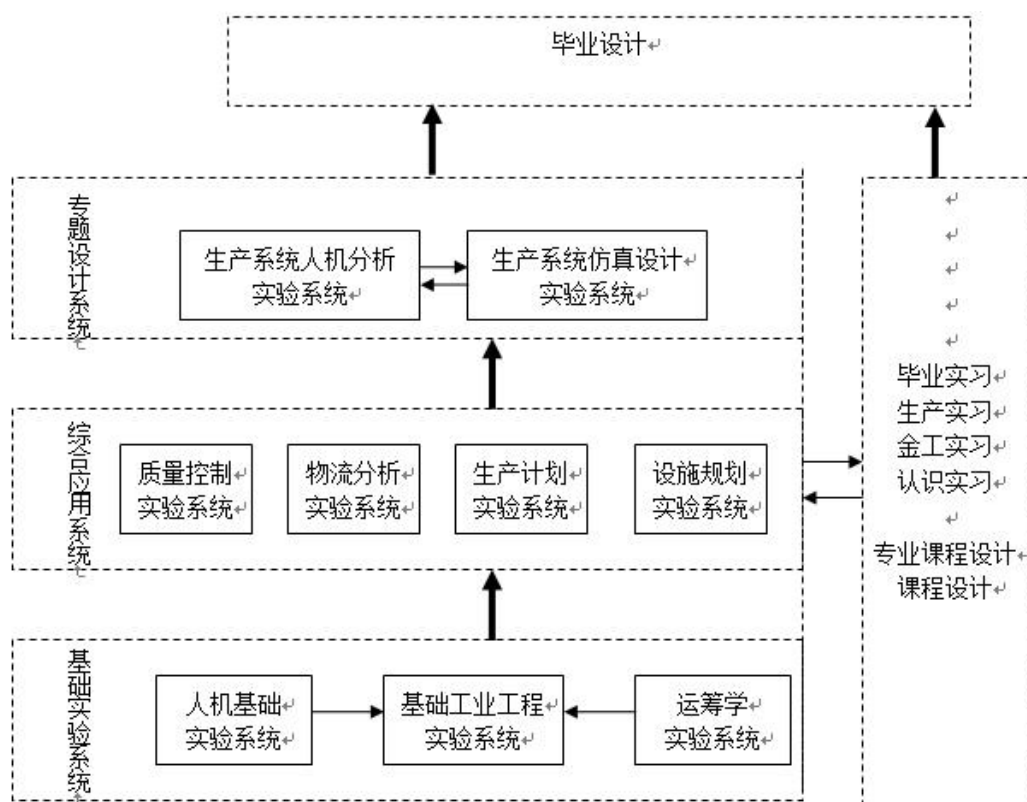 毕业设计
专题设计系统
生产系统人机分析
实验系统
生产系统仿真设计
实验系统
综合应用系统
质量控制
实验系统
物流分析
实验系统
生产计划
实验系统
设施规划
实验系统
毕业实习
生产实习
金工实习
认识实习
专业课程设计
课程设计
基础实验系统
人机基础
实验系统
基础工业工程
实验系统
运筹学
实验系统